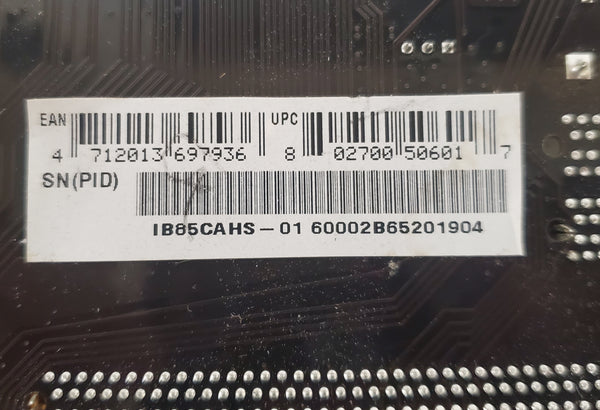 EAN 4 712013 697936 UPC 8 02700 50601 7
SN(PID)
IB85CAHS-01 60002B65201904